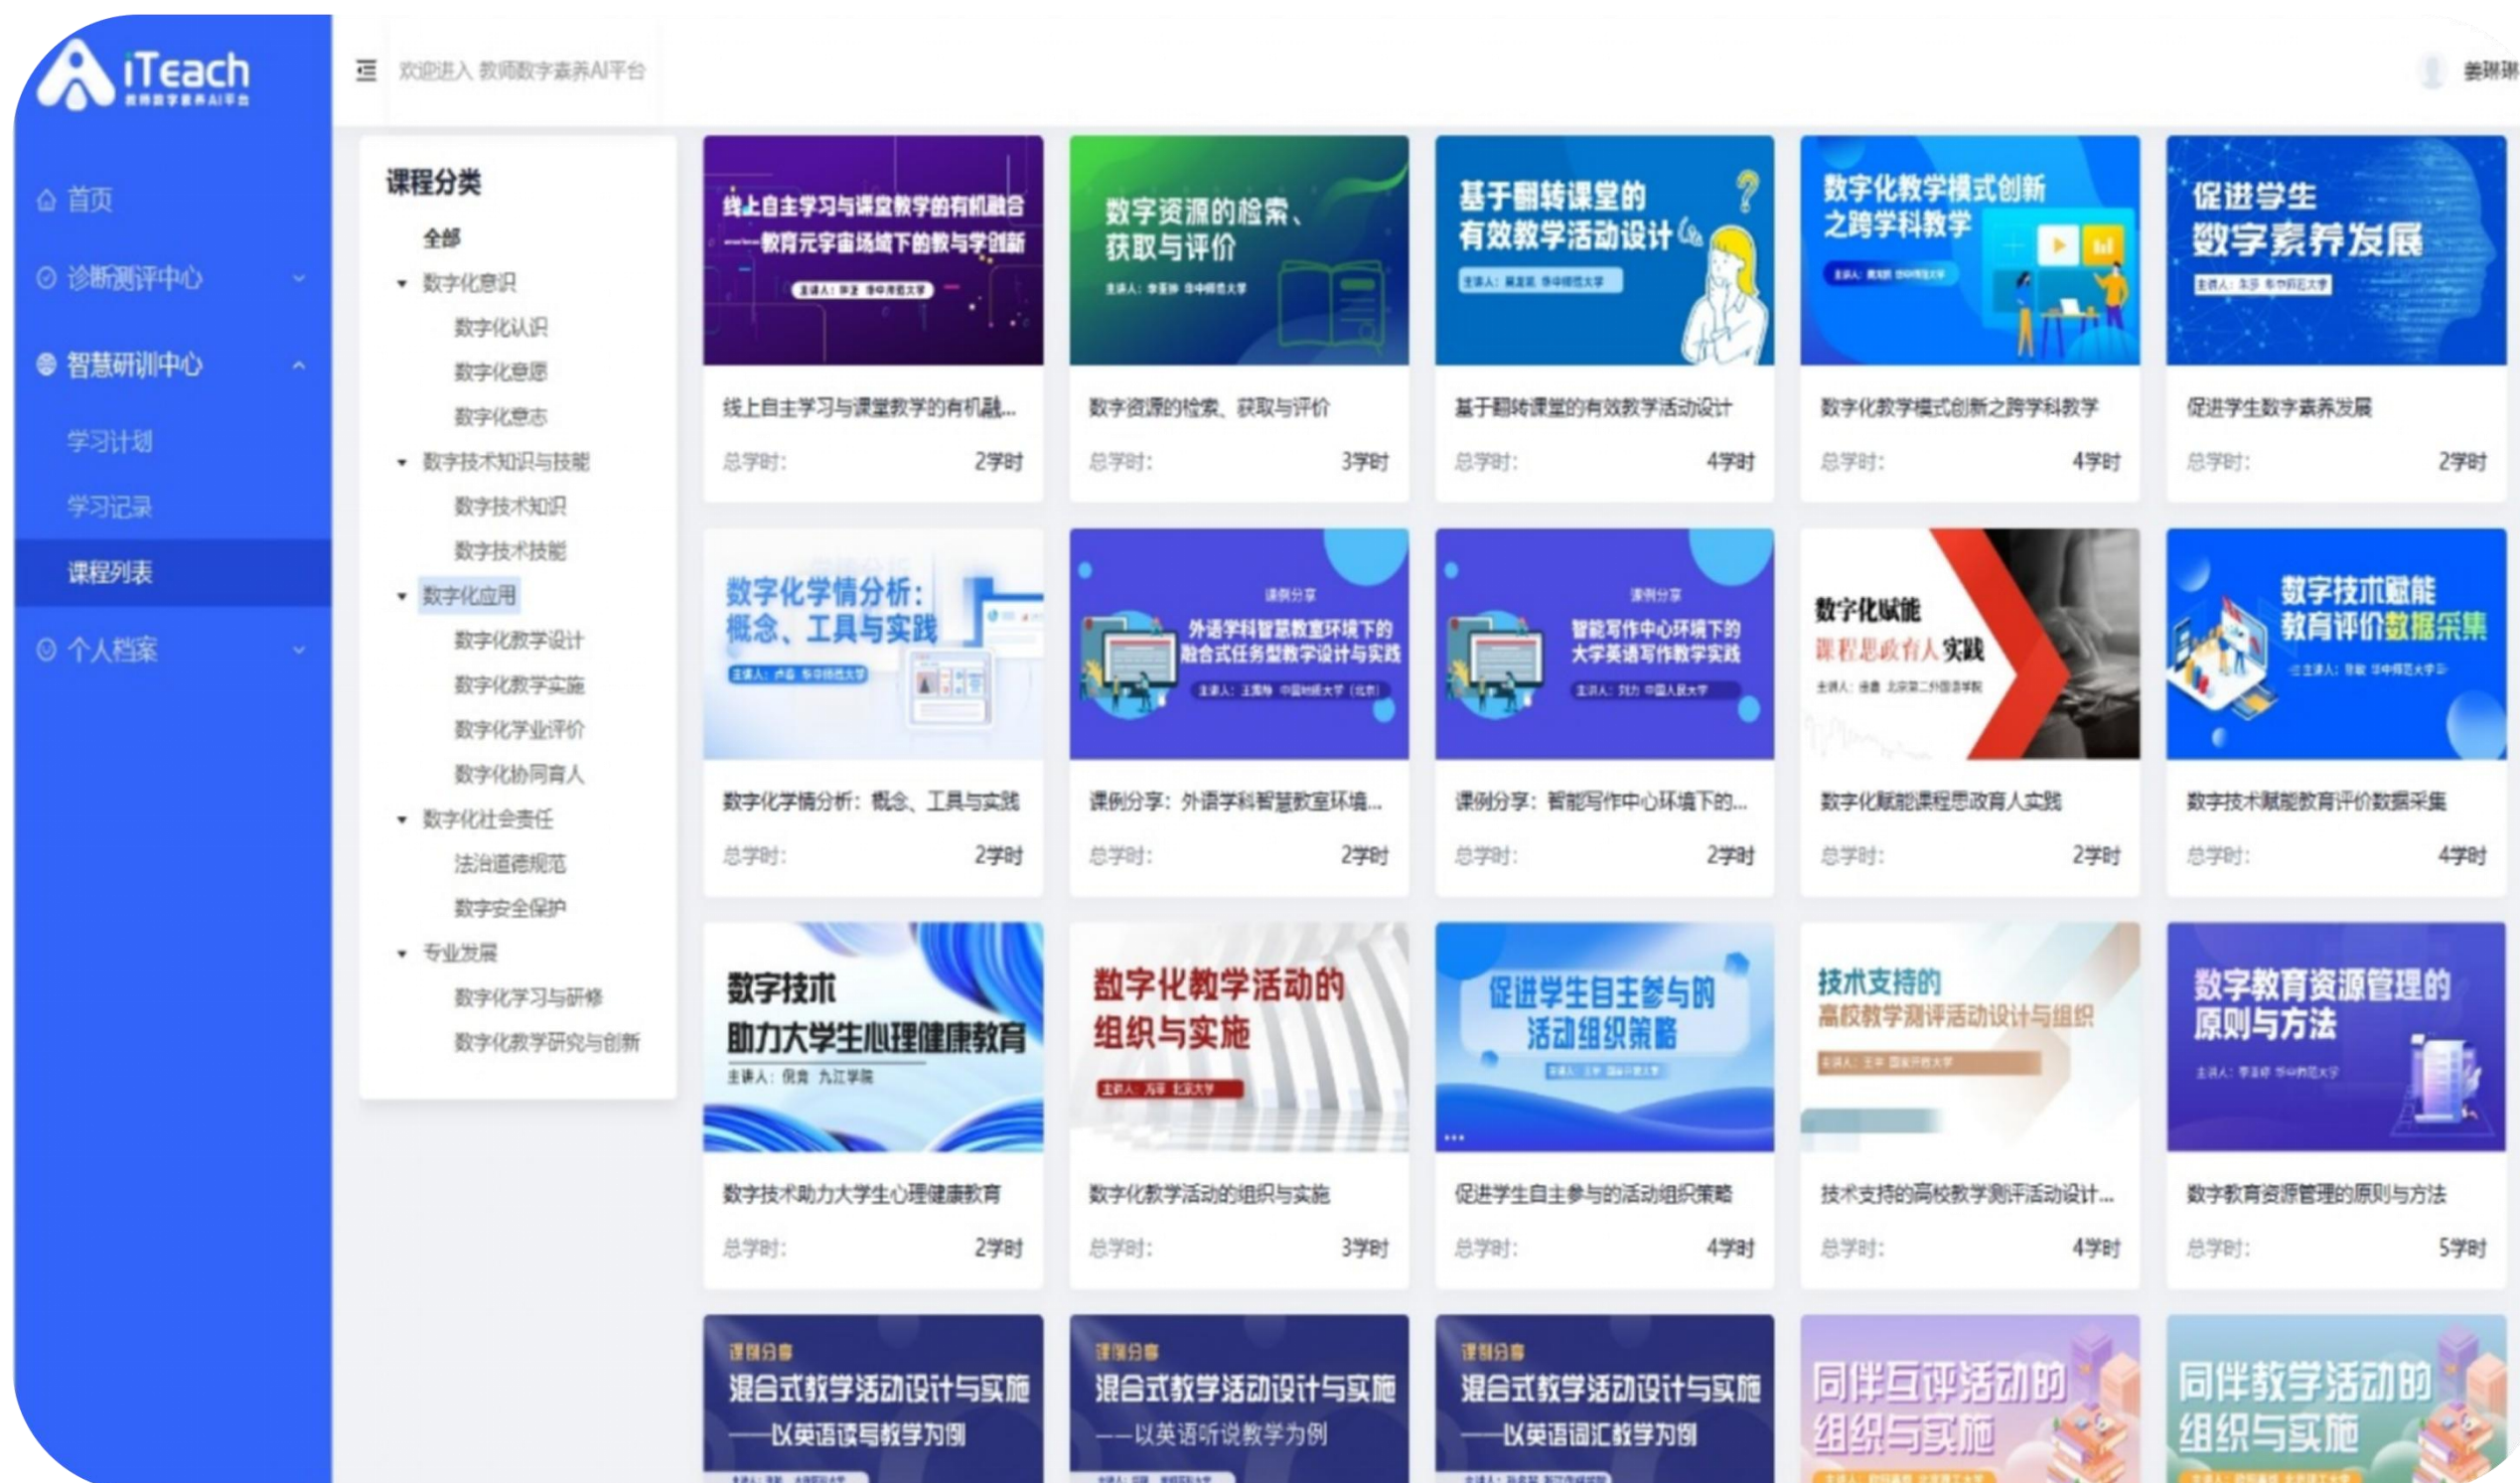 iTeach
教师数字素养AI平台
欢迎进入 教师数字素养AI平台
姜琳琳
首页
诊断测评中心
智慧研训中心
学习计划
学习记录
课程列表
个人档案
课程分类
全部
数字化意识
数字化认识
数字化意愿
数字化意志
数字技术知识与技能
数字技术知识
数字技术技能
数字化应用
数字化教学设计
数字化教学实施
数字化学业评价
数字化协同育人
数字化社会责任
法治道德规范
数字安全保护
专业发展
数字化学习与研修
数字化教学研究与创新
线上自主学习与课堂教学的有机融合
——教育元宇宙场域下的教与学创新
线上自主学习与课堂教学的有机融...
总学时: 2学时
数字资源的检索、
获取与评价
数字资源的检索、获取与评价
总学时: 3学时
基于翻转课堂的
有效教学活动设计
基于翻转课堂的有效教学活动设计
总学时: 4学时
数字化教学模式创新
之跨学科教学
数字化教学模式创新之跨学科教学
总学时: 4学时
促进学生
数字素养发展
促进学生数字素养发展
总学时: 2学时
数字化学情分析:
概念、工具与实践
数字化学情分析：概念、工具与实践
总学时: 2学时
课例分享
外语学科智慧教室环境下的
融合式任务型教学设计与实践
课例分享：外语学科智慧教室环境...
总学时: 2学时
课例分享
智能写作中心环境下的
大学英语写作教学实践
主讲人：刘力 中国人民大学
课例分享：智能写作中心环境下的...
总学时: 2学时
数字化赋能
课程思政育人实践
数字化赋能课程思政育人实践
总学时: 2学时
数字技术赋能
教育评价数据采集
数字技术赋能教育评价数据采集
总学时: 4学时
数字技术
助力大学生心理健康教育
数字技术助力大学生心理健康教育
总学时: 2学时
数字化教学活动的
组织与实施
数字化教学活动的组织与实施
总学时: 3学时
促进学生自主参与的
活动组织策略
促进学生自主参与的活动组织策略
总学时: 4学时
技术支持的
高校教学测评活动设计与组织
技术支持的高校教学测评活动设计...
总学时: 4学时
数字教育资源管理的
原则与方法
数字教育资源管理的原则与方法
总学时: 5学时
课例分享
混合式教学活动设计与实施
——以英语读写教学为例
课例分享
混合式教学活动设计与实施
——以英语听说教学为例
课例分享
混合式教学活动设计与实施
——以英语词汇教学为例
同伴互评活动的
组织与实施
同伴教学活动的
组织与实施